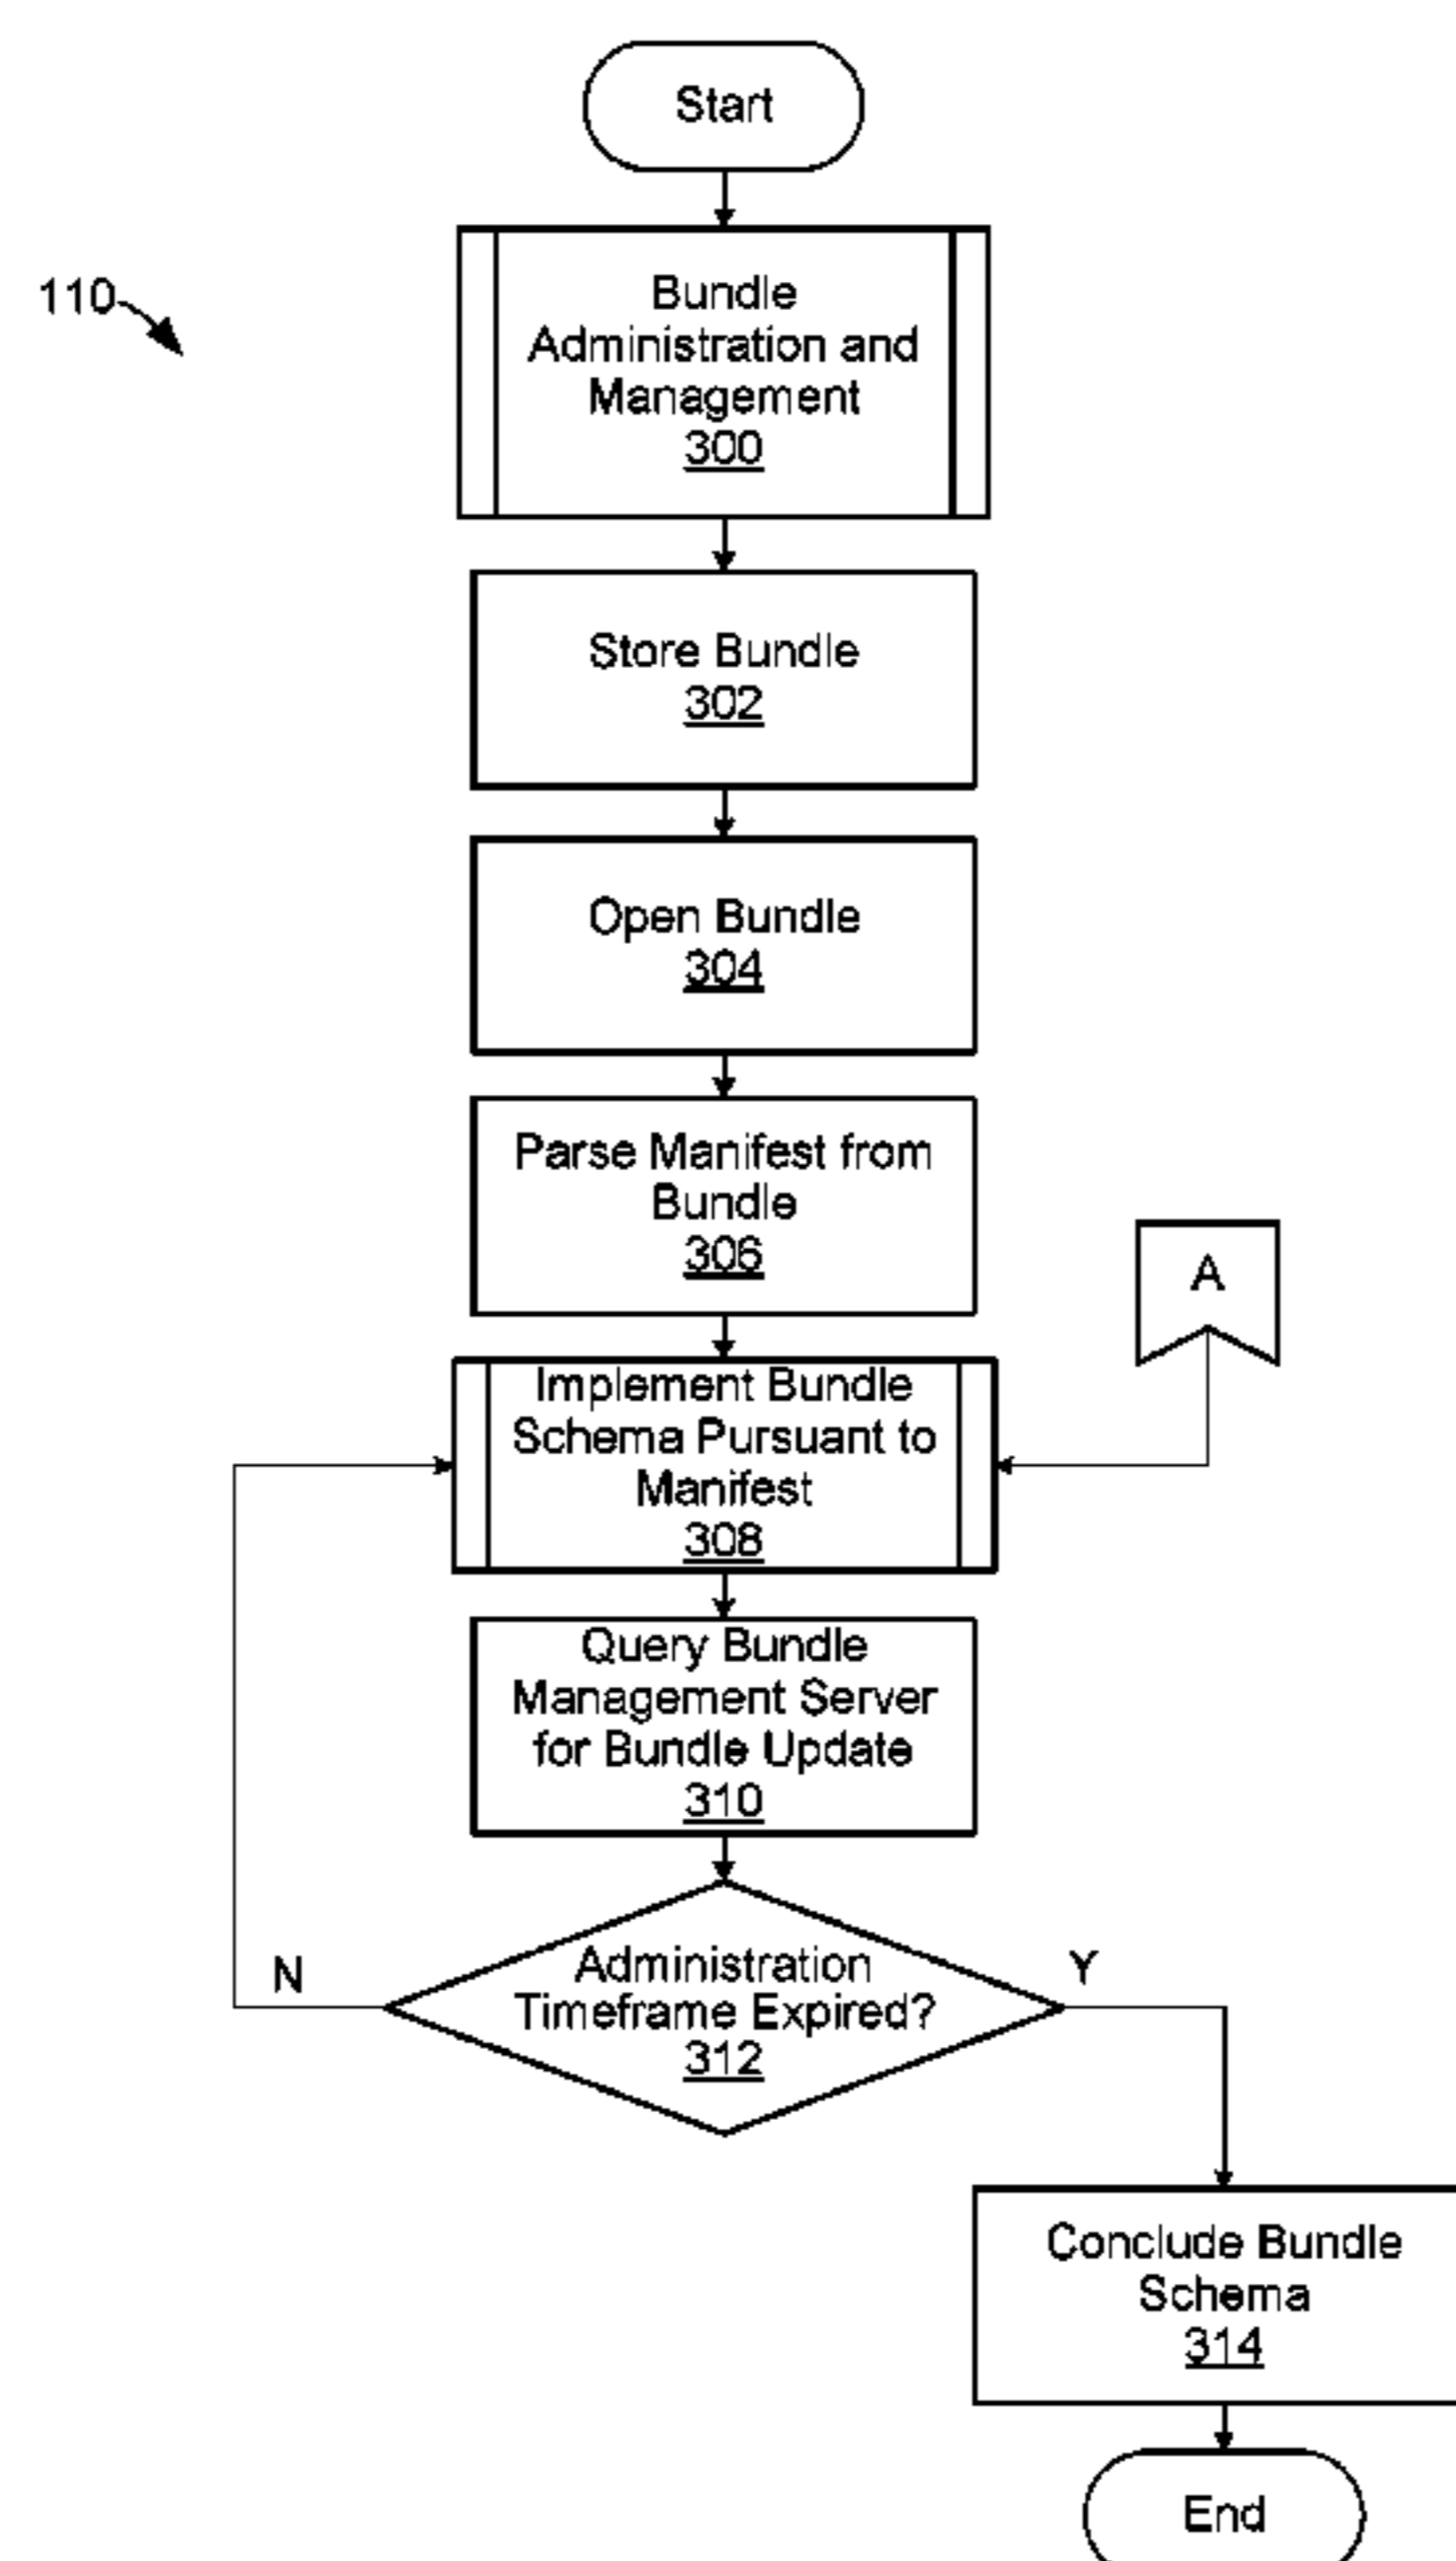 Start
110
Bundle
Administration and
Management
300
Store Bundle
302
Open Bundle
304
Parse Manifest from
Bundle
306
A
Implement Bundle
Schema Pursuant to
Manifest
308
Query Bundle
Management Server
for Bundle Update
310
Administration
Timeframe Expired?
312
N
Y
Conclude Bundle
Schema
314
End